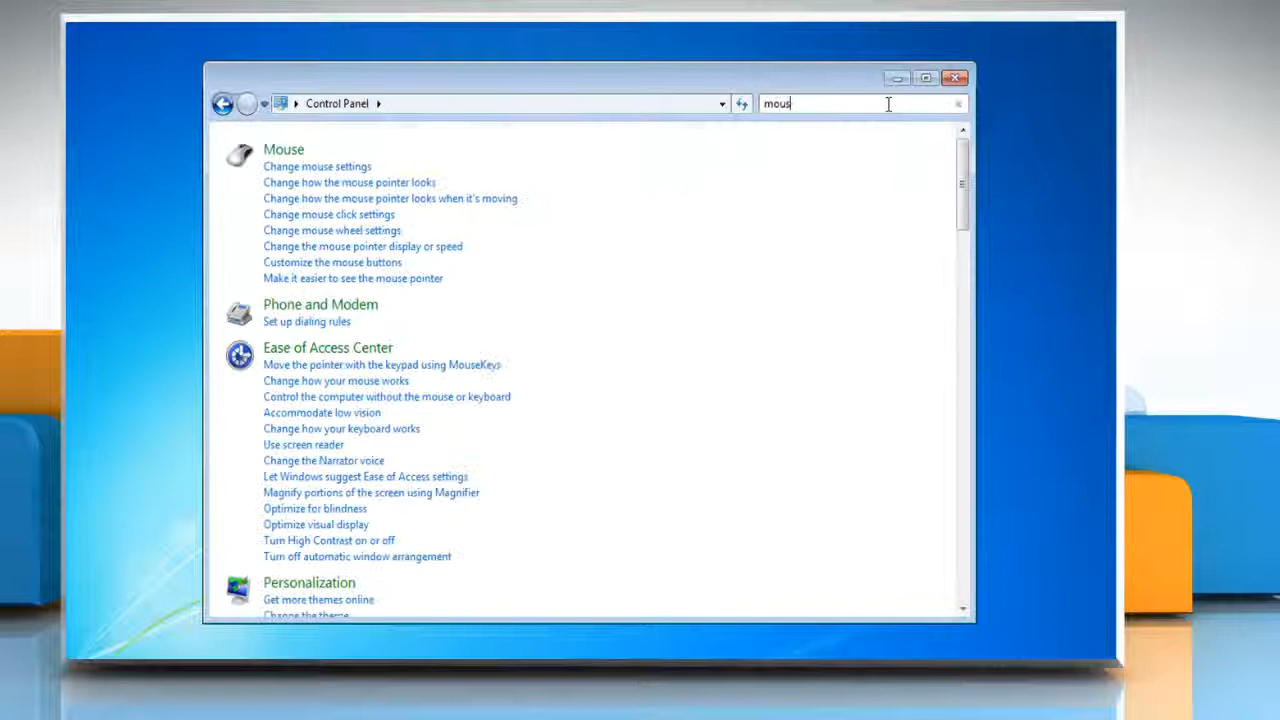 Control Panel
mous
Mouse
Change mouse settings
Change how the mouse pointer looks
Change how the mouse pointer looks when it's moving
Change mouse click settings
Change mouse wheel settings
Change the mouse pointer display or speed
Customize the mouse buttons
Make it easier to see the mouse pointer
Phone and Modem
Set up dialing rules
Ease of Access Center
Move the pointer with the keypad using MouseKeys
Change how your mouse works
Control the computer without the mouse or keyboard
Accommodate low vision
Change how your keyboard works
Use screen reader
Change the Narrator voice
Let Windows suggest Ease of Access settings
Magnify portions of the screen using Magnifier
Optimize for blindness
Optimize visual display
Turn High Contrast on or off
Turn off automatic window arrangement
Personalization
Get more themes online
Change the theme